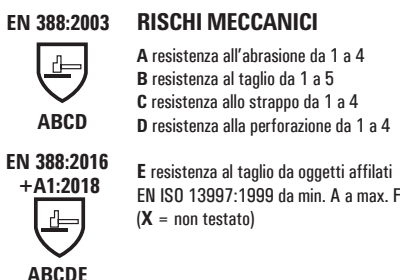 EN 388:2003
RISCHI MECCANICI
A resistenza all'abrasione da 1 a 4
B resistenza al taglio da 1 a 5
C resistenza allo strappo da 1 a 4
D resistenza alla perforazione da 1 a 4
ABCD
EN 388:2016
+A1:2018
E resistenza al taglio da oggetti affilati
EN ISO 13997:1999 da min. A a max. F
(X = non testato)
ABCDE